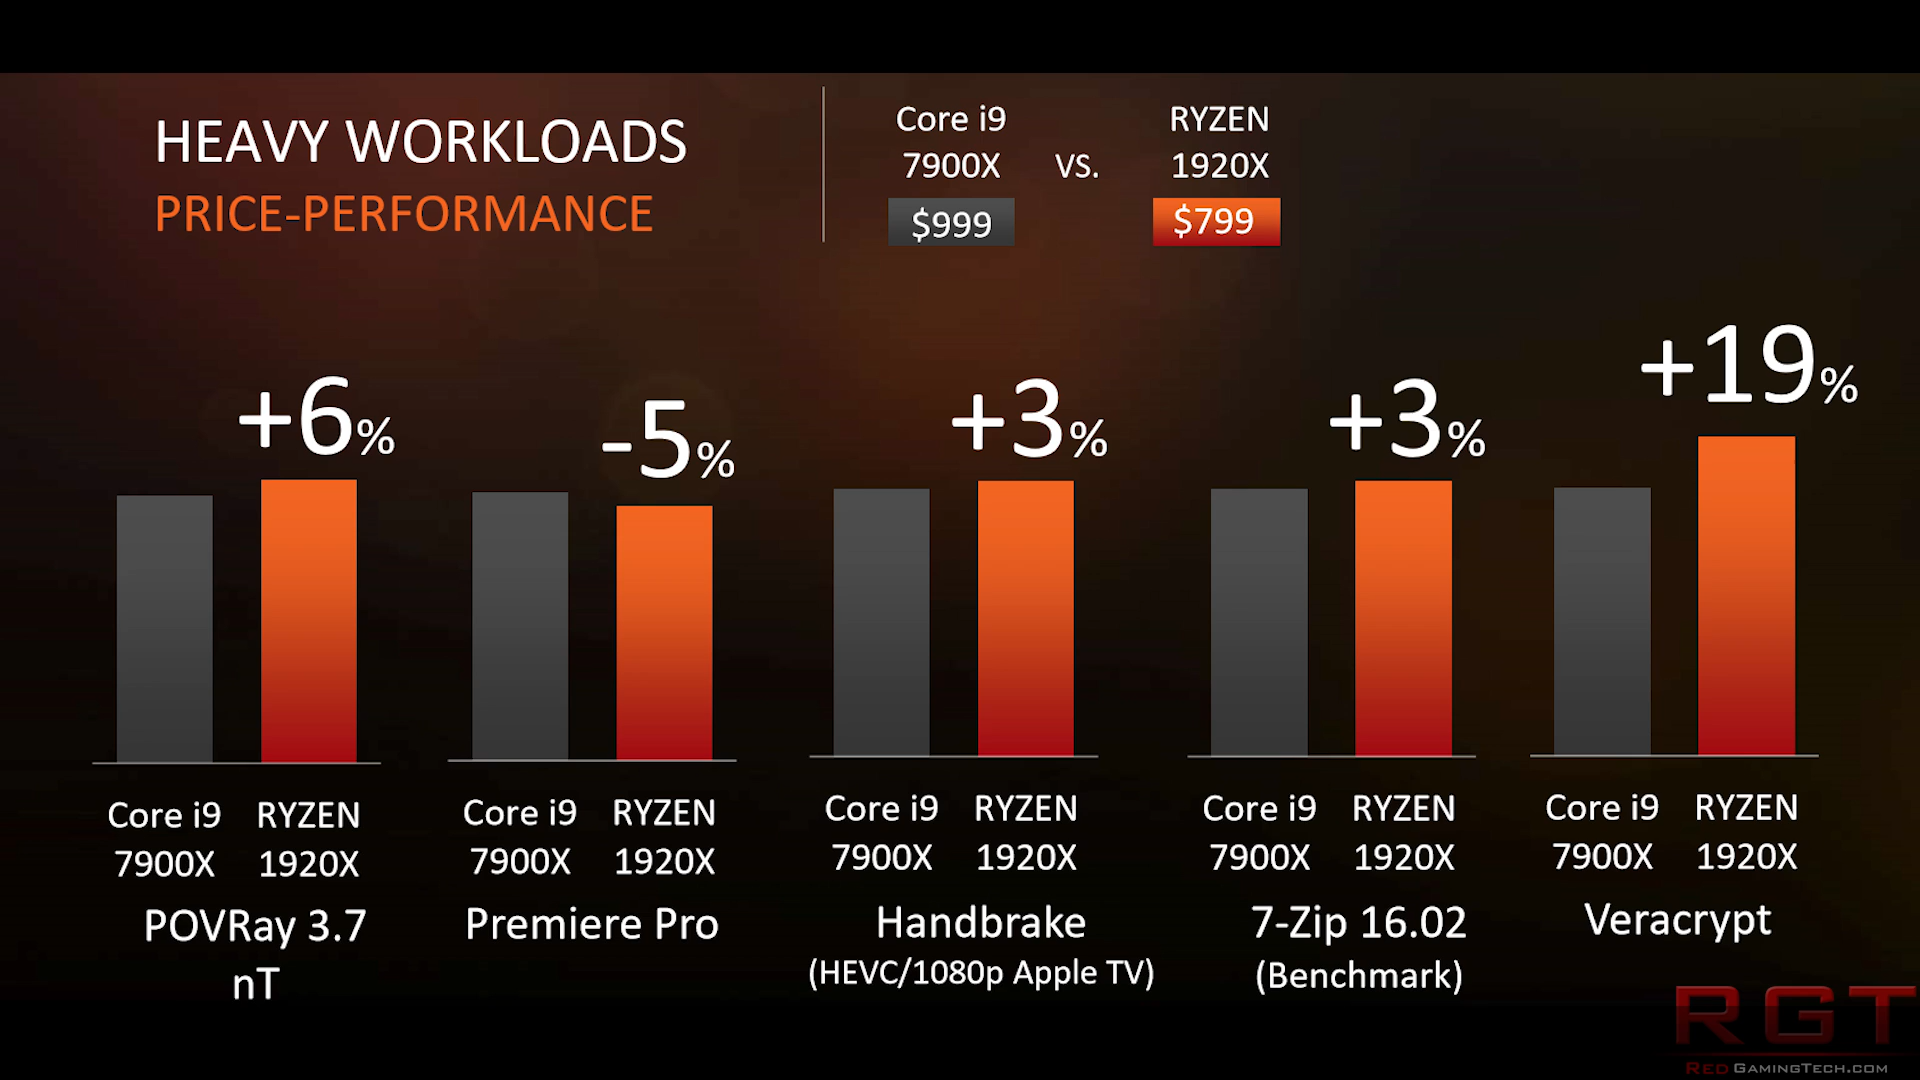 HEAVY WORKLOADS
PRICE-PERFORMANCE
Core i9
7900X
$999
VS.
RYZEN
1920X
$799
+6%
-5%
+3%
+3%
+19%
Core i9
7900X
RYZEN
1920X
POVRay 3.7
nT
Core i9
7900X
RYZEN
1920X
Premiere Pro
Core i9
7900X
RYZEN
1920X
Handbrake
(HEVC/1080p Apple TV)
Core i9
7900X
RYZEN
1920X
7-Zip 16.02
(Benchmark)
Core i9
7900X
RYZEN
1920X
Veracrypt
RGT
RedGamingTech.com